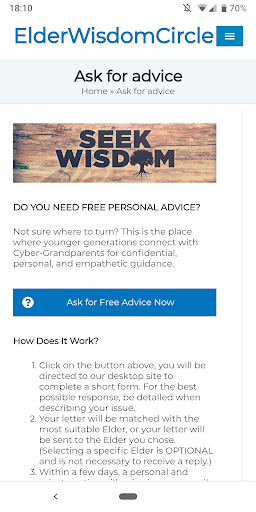 18:10
70%
ElderWisdomCircle
Ask for advice
Home » Ask for advice
SEEK
WISDOM
DO YOU NEED FREE PERSONAL ADVICE?
Not sure where to turn? This is the place
where younger generations connect with
Cyber-Grandparents for confidential,
personal, and empathetic guidance.
? Ask for Free Advice Now
How Does It Work?
1. Click on the button above, you will be
directed to our desktop site to
complete a short form. For the best
possible response, be detailed when
describing your issue.
2. Your letter will be matched with the
most suitable Elder, or your letter will
be sent to the Elder you chose.
(Selecting a specific Elder is OPTIONAL
and is not necessary to receive a reply.)
3. Within a few days, a personal and